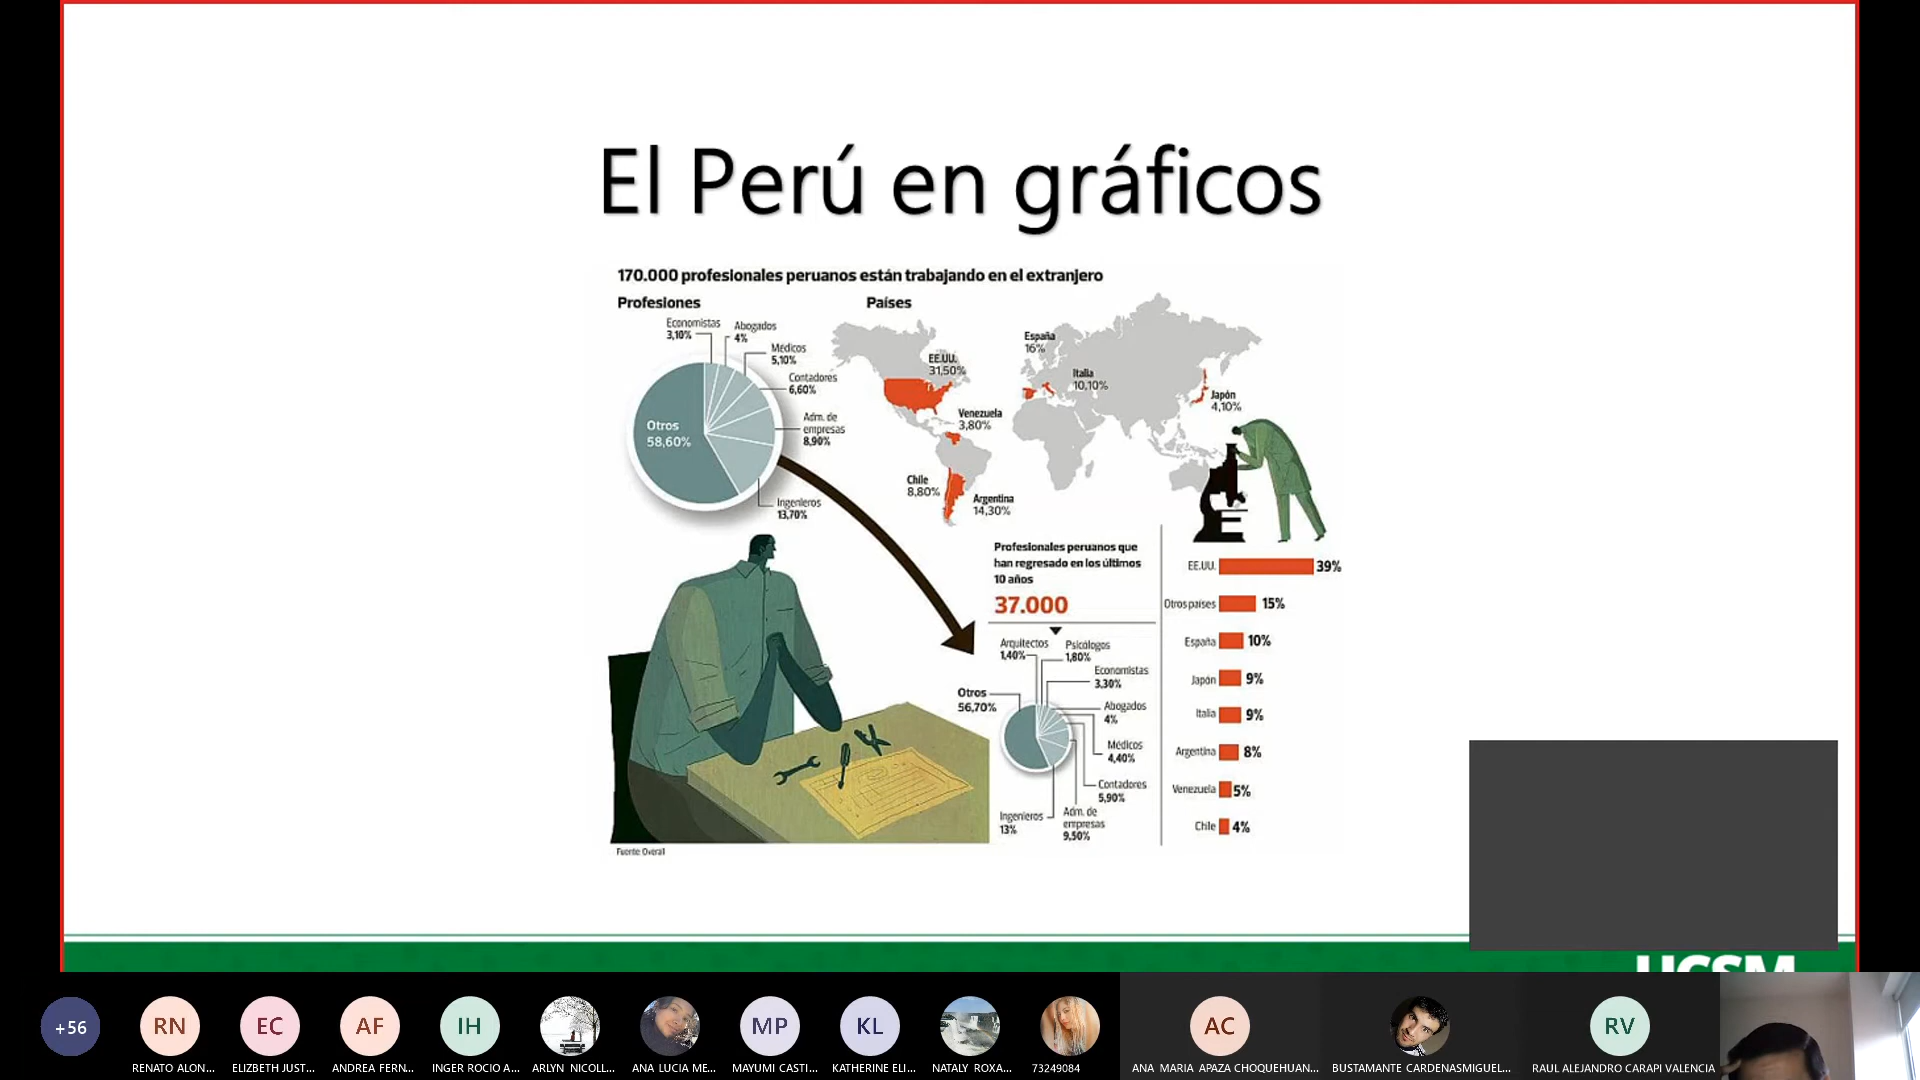 El Perú en gráficos
170.000 profesionales peruanos están trabajando en el extranjero
Profesiones
Economistas
3,10%
Abogados
4%
Médicos
5,10%
Contadores
6,60%
Adm. de
empresas
8,90%
Ingenieros
13,70%
Otros
58,60%
Países
EE.UU.
31,50%
España
16%
Italia
10,10%
Japón
4,10%
Venezuela
3,80%
Chile
8,80%
Argentina
14,30%
Profesionales peruanos que
han regresado en los últimos
10 años
37.000
Arquitectos
1,40%
Psicólogos
1,80%
Economistas
3,30%
Otros
56,70%
Abogados
4%
Médicos
4,40%
Contadores
5,90%
Adm. de
empresas
9,50%
Ingenieros
13%
EE.UU. 39%
Otros países 15%
España 10%
Japón 9%
Italia 9%
Argentina 8%
Venezuela 5%
Chile 4%
Fuente: Overall
UCSM
+56
RN
EC
AF
IH
MP
KL
AC
RV
RENATO ALON...
ELIZBETH JUST...
ANDREA FERN...
INGER ROCIO A...
ARLYN NICOLL...
ANA LUCIA ME...
MAYUMI CASTI...
KATHERINE ELI...
NATALY ROXA...
73249084
ANA MARIA APAZA CHOQUEHUAN...
BUSTAMANTE CARDENASMIGUEL...
RAUL ALEJANDRO CARAPI VALENCIA